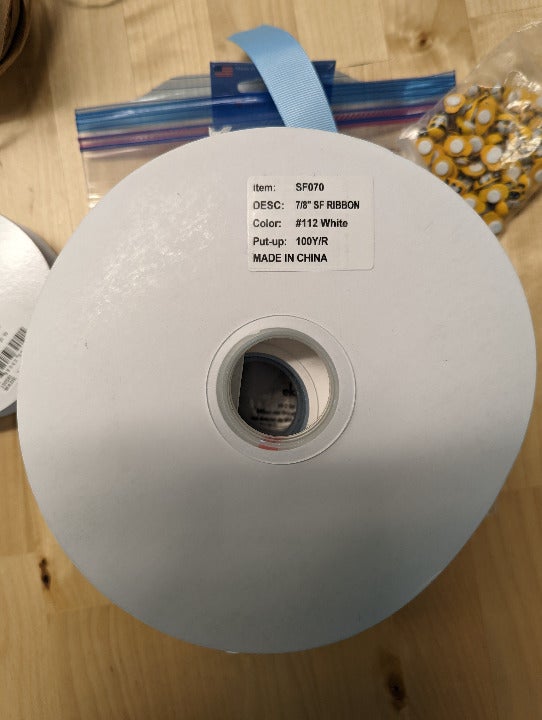 Item: SF070
DESC: 7/8" SF RIBBON
Color: #112 White
Put-up: 100Y/R
MADE IN CHINA